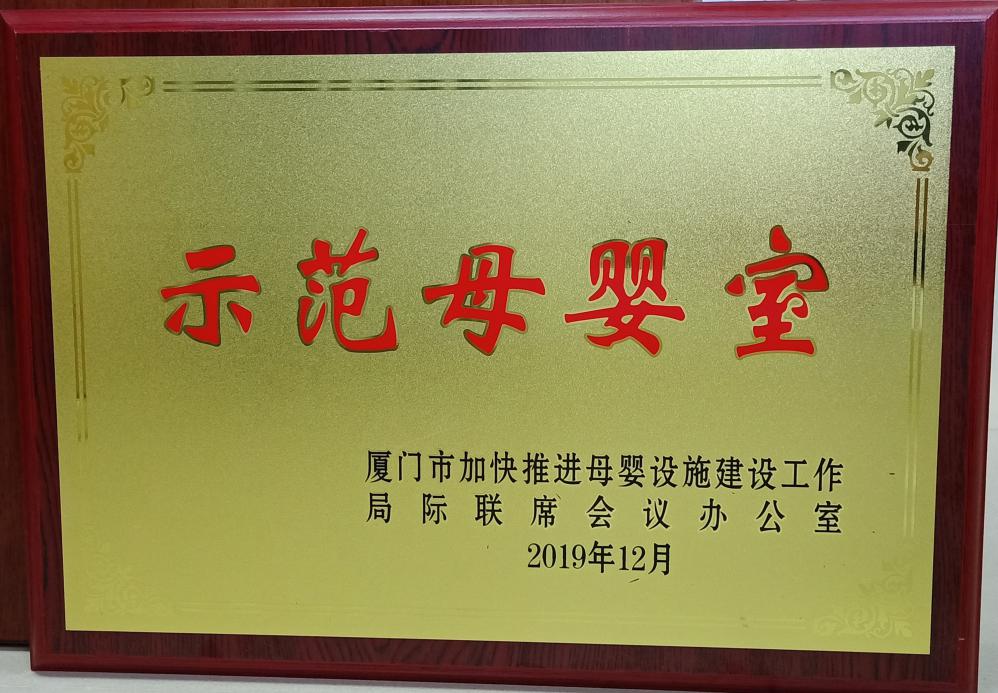 示范母婴室
厦门市加快推进母婴设施建设工作
局际联席会议办公室
2019年12月